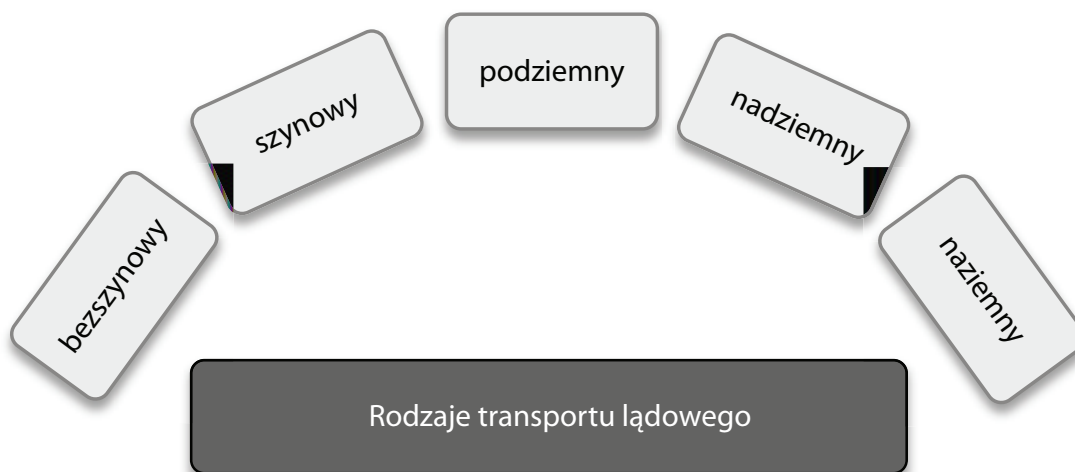 bezszynowy
szynowy
podziemny
nadziemny
naziemny
Rodzaje transportu lądowego